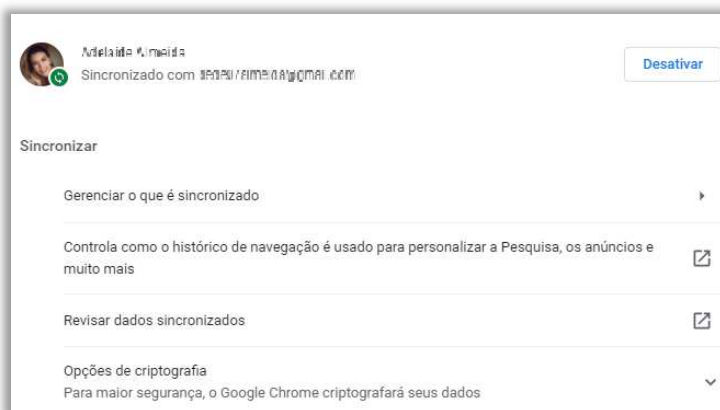 Sincronizado com
Desativar
Sincronizar
Gerenciar o que é sincronizado
Controla como o histórico de navegação é usado para personalizar a Pesquisa, os anúncios e
muito mais
Revisar dados sincronizados
Opções de criptografia
Para maior segurança, o Google Chrome criptografará seus dados